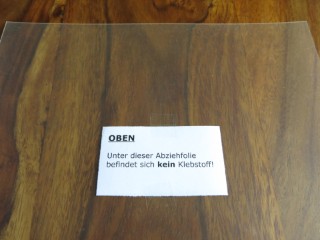 OBEN
Unter dieser Abziehfolie
befindet sich kein Klebstoff!